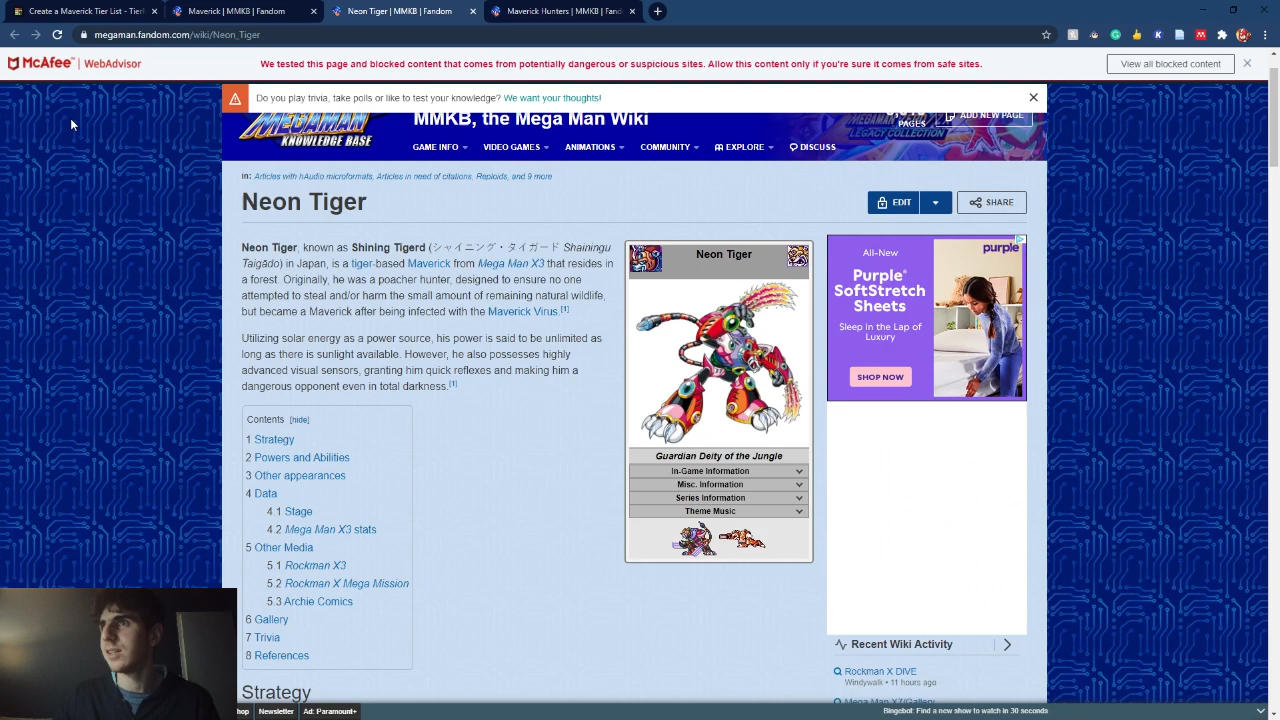 Create a Maverick Tier List - Tier
Maverick | MMKB | Fandom
Neon Tiger | MMKB | Fandom
Maverick Hunters | MMKB | Fand
megaman.fandom.com/wiki/Neon_Tiger
McAfee | WebAdvisor
We tested this page and blocked content that comes from potentially dangerous or suspicious sites. Allow this content only if you're sure it comes from safe sites.
View all blocked content
Do you play trivia, take polls or like to test your knowledge? We want your thoughts!
MEGAMAN
KNOWLEDGE BASE
MMKB, the Mega Man Wiki
PAGES
ADD NEW PAGE
GAME INFO
VIDEO GAMES
ANIMATIONS
COMMUNITY
EXPLORE
DISCUSS
in: Articles with hAudio microformats, Articles in need of citations, Reploids, and 9 more
Neon Tiger
EDIT
SHARE
Neon Tiger, known as Shining Tigerd (シャイニング・タイガード Shainingu
Taigādo) in Japan, is a tiger-based Maverick from Mega Man X3 that resides in
a forest. Originally, he was a poacher hunter, designed to ensure no one
attempted to steal and/or harm the small amount of remaining natural wildlife,
but became a Maverick after being infected with the Maverick Virus.[1]
Utilizing solar energy as a power source, his power is said to be unlimited as
long as there is sunlight available. However, he also possesses highly
advanced visual sensors, granting him quick reflexes and making him a
dangerous opponent even in total darkness.[1]
Contents [hide]
1 Strategy
2 Powers and Abilities
3 Other appearances
4 Data
4.1 Stage
4.2 Mega Man X3 stats
5 Other Media
5.1 Rockman X3
5.2 Rockman X Mega Mission
5.3 Archie Comics
6 Gallery
7 Trivia
8 References
Strategy
Neon Tiger
Guardian Deity of the Jungle
In-Game Information
Misc. Information
Series Information
Theme Music
All-New
Purple®
SoftStretch
Sheets
Sleep in the Lap of
Luxury
SHOP NOW
purple
Recent Wiki Activity
Rockman X DIVE
Windywalk • 11 hours ago
Mega Man X7/Gallery
hop
Newsletter
Ad: Paramount+
Bingebot: Find a new show to watch in 30 seconds